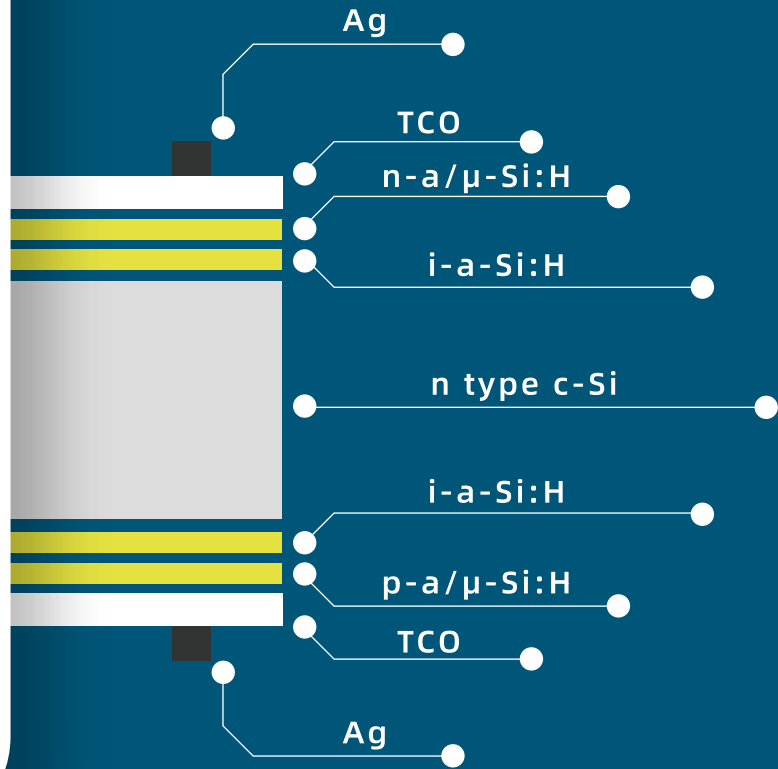 Ag
TCO
n-a/μ-Si:H
i-a-Si:H
n type c-Si
i-a-Si:H
p-a/μ-Si:H
TCO
Ag